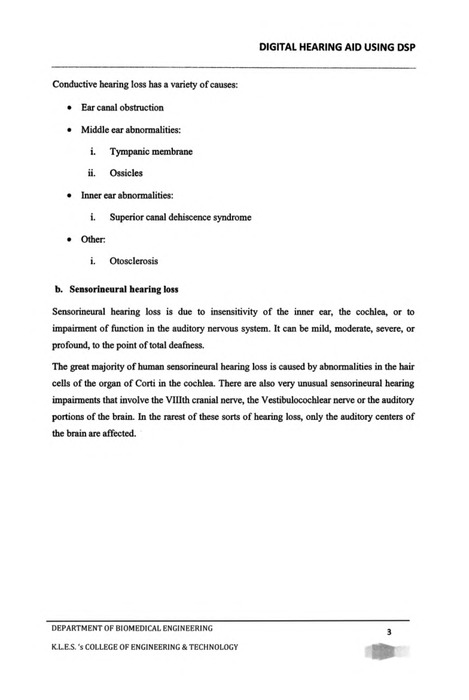 DIGITAL HEARING AID USING DSP
Conductive hearing loss has a variety of causes:
• Ear canal obstruction
• Middle ear abnormalities:
i. Tympanic membrane
ii. Ossicles
• Inner ear abnormalities:
i. Superior canal dehiscence syndrome
• Other:
i. Otosclerosis
b. Sensorineural hearing loss
Sensorineural hearing loss is due to insensitivity of the inner ear, the cochlea, or to
impairment of function in the auditory nervous system. It can be mild, moderate, severe, or
profound, to the point of total deafness.
The great majority of human sensorineural hearing loss is caused by abnormalities in the hair
cells of the organ of Corti in the cochlea. There are also very unusual sensorineural hearing
impairments that involve the VIIIth cranial nerve, the Vestibulocochlear nerve or the auditory
portions of the brain. In the rarest of these sorts of hearing loss, only the auditory centers of
the brain are affected.
DEPARTMENT OF BIOMEDICAL ENGINEERING
3
K.L.E.S. 's COLLEGE OF ENGINEERING & TECHNOLOGY